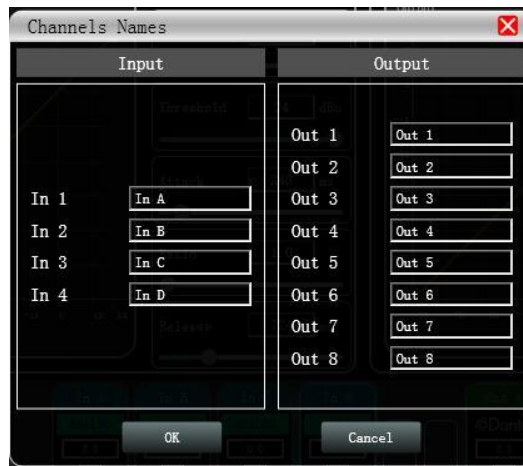 Channels Names
Input
Output
In 1 In A
In 2 In B
In 3 In C
In 4 In D
Out 1 Out 1
Out 2 Out 2
Out 3 Out 3
Out 4 Out 4
Out 5 Out 5
Out 6 Out 6
Out 7 Out 7
Out 8 Out 8
Threshold
Release
OK
Cancel